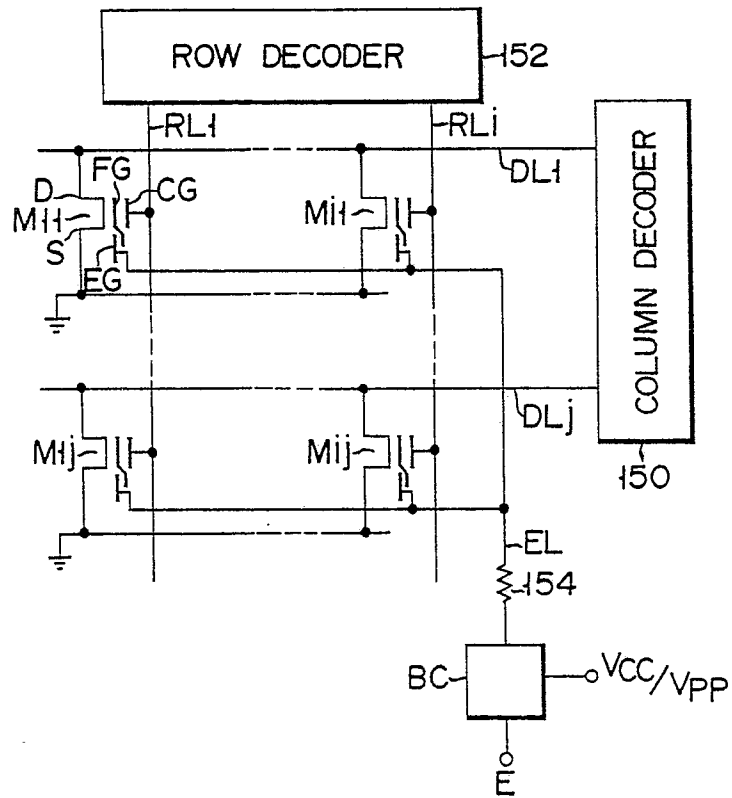 ROW DECODER
152
RL1
RLi
DL1
FG
CG
D
M11
S
EG
Mi1
COLUMN DECODER
DLj
M1j
Mij
150
EL
154
BC
VCC/VPP
E